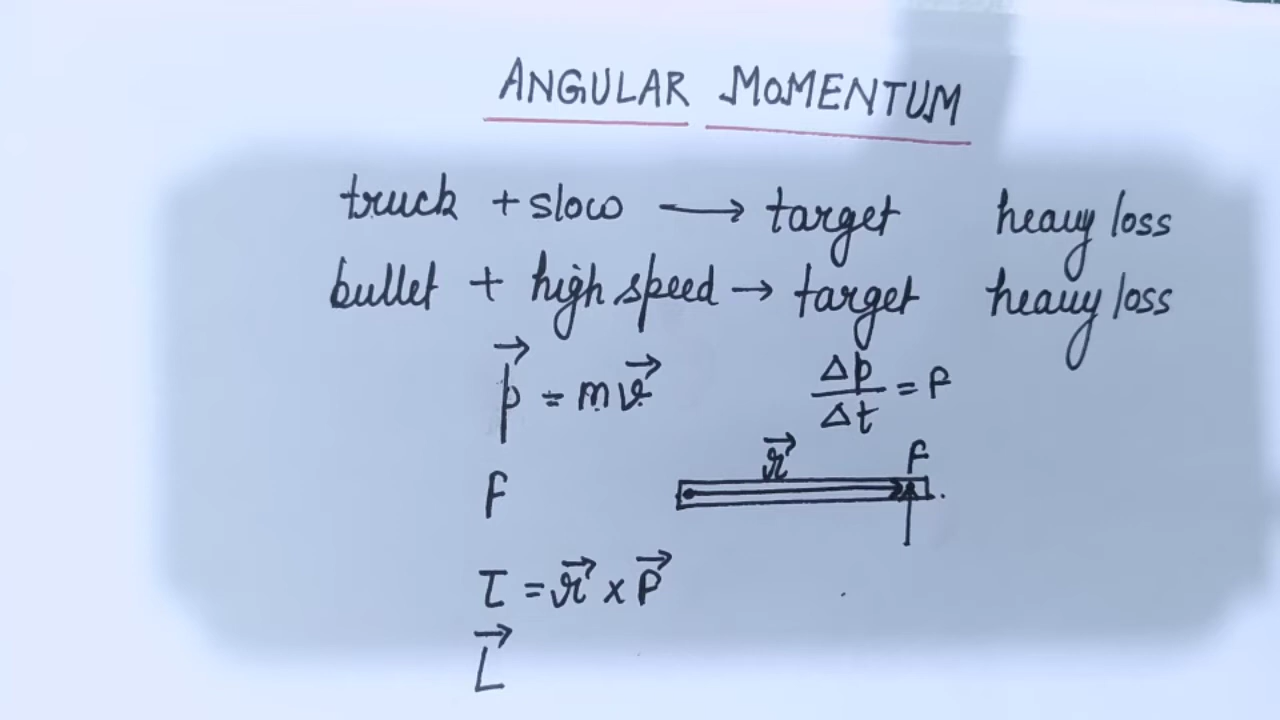 ANGULAR MOMENTUM
truck + slow → target heavy loss
bullet + high speed → target heavy loss
p⃗ = mv⃗ Δp/Δt = F
r⃗ F
F
τ = r⃗ × P⃗
L⃗